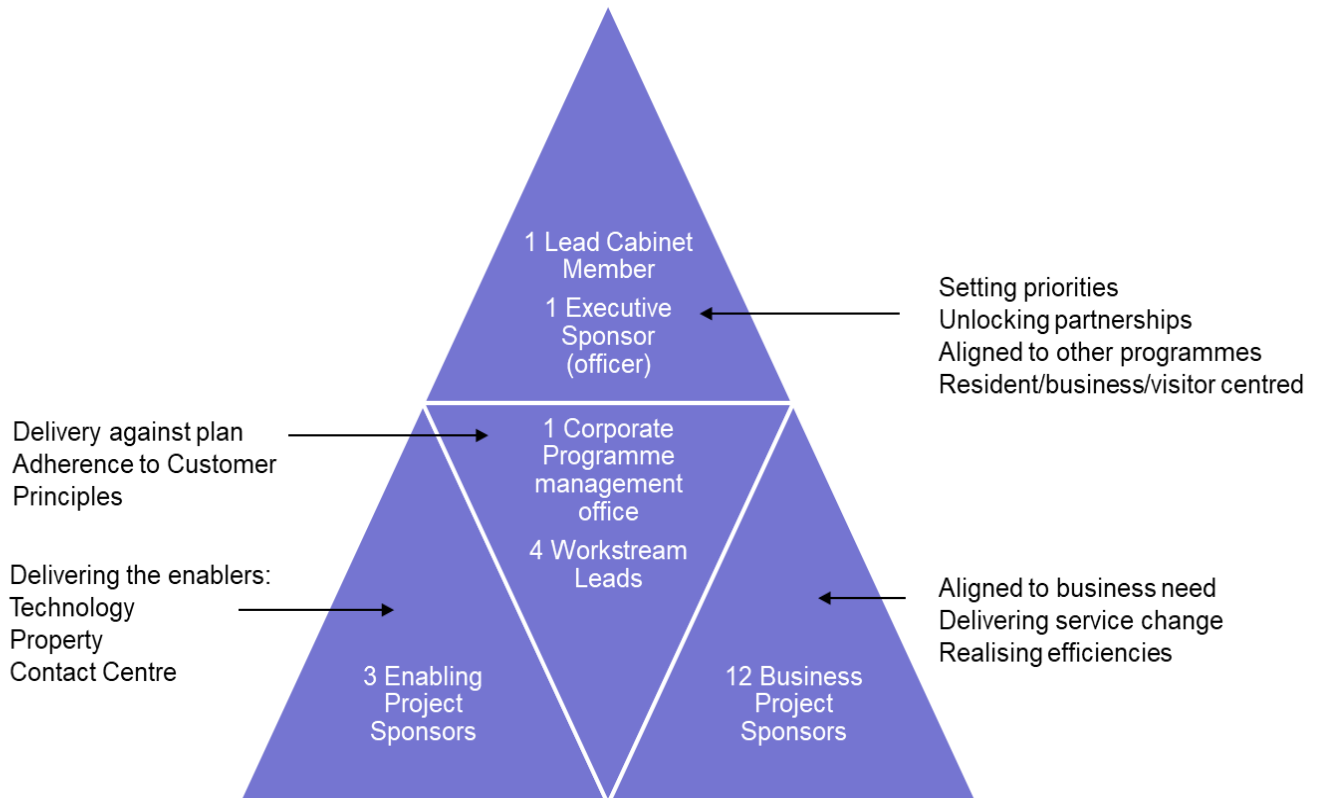 1 Lead Cabinet
Member
1 Executive
Sponsor
(officer)
Setting priorities
Unlocking partnerships
Aligned to other programmes
Resident/business/visitor centred
Delivery against plan
Adherence to Customer
Principles
1 Corporate
Programme
management
office
4 Workstream
Leads
Delivering the enablers:
Technology
Property
Contact Centre
3 Enabling
Project
Sponsors
12 Business
Project
Sponsors
Aligned to business need
Delivering service change
Realising efficiencies